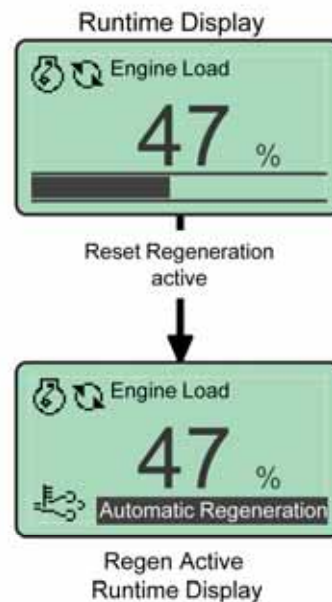 Runtime Display
Engine Load
47 %
Reset Regeneration
active
Engine Load
47 %
Automatic Regeneration
Regen Active
Runtime Display